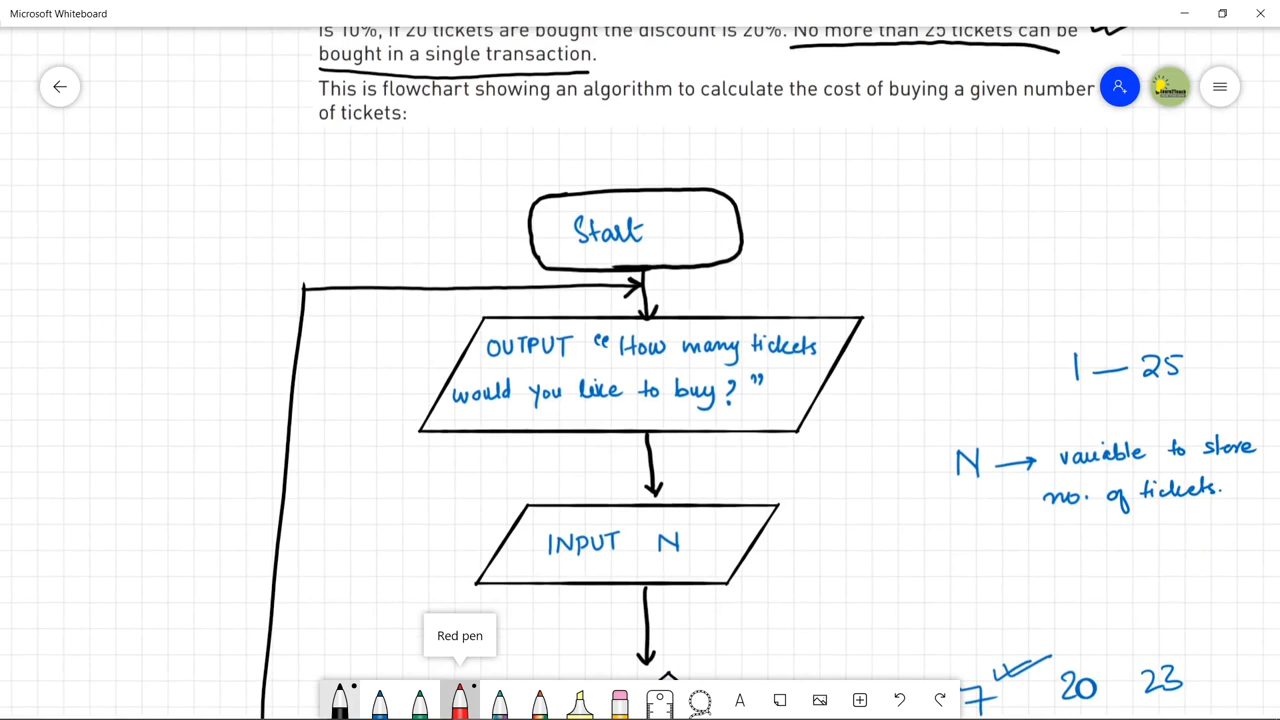 Microsoft Whiteboard
is 10%, if 20 tickets are bought the discount is 20%. No more than 25 tickets can be
bought in a single transaction.
This is flowchart showing an algorithm to calculate the cost of buying a given number
of tickets:
Start
OUTPUT "How many tickets
would you like to buy?"
1 — 25
N → variable to store
no. of tickets.
INPUT N
Red pen
7 20 23
A